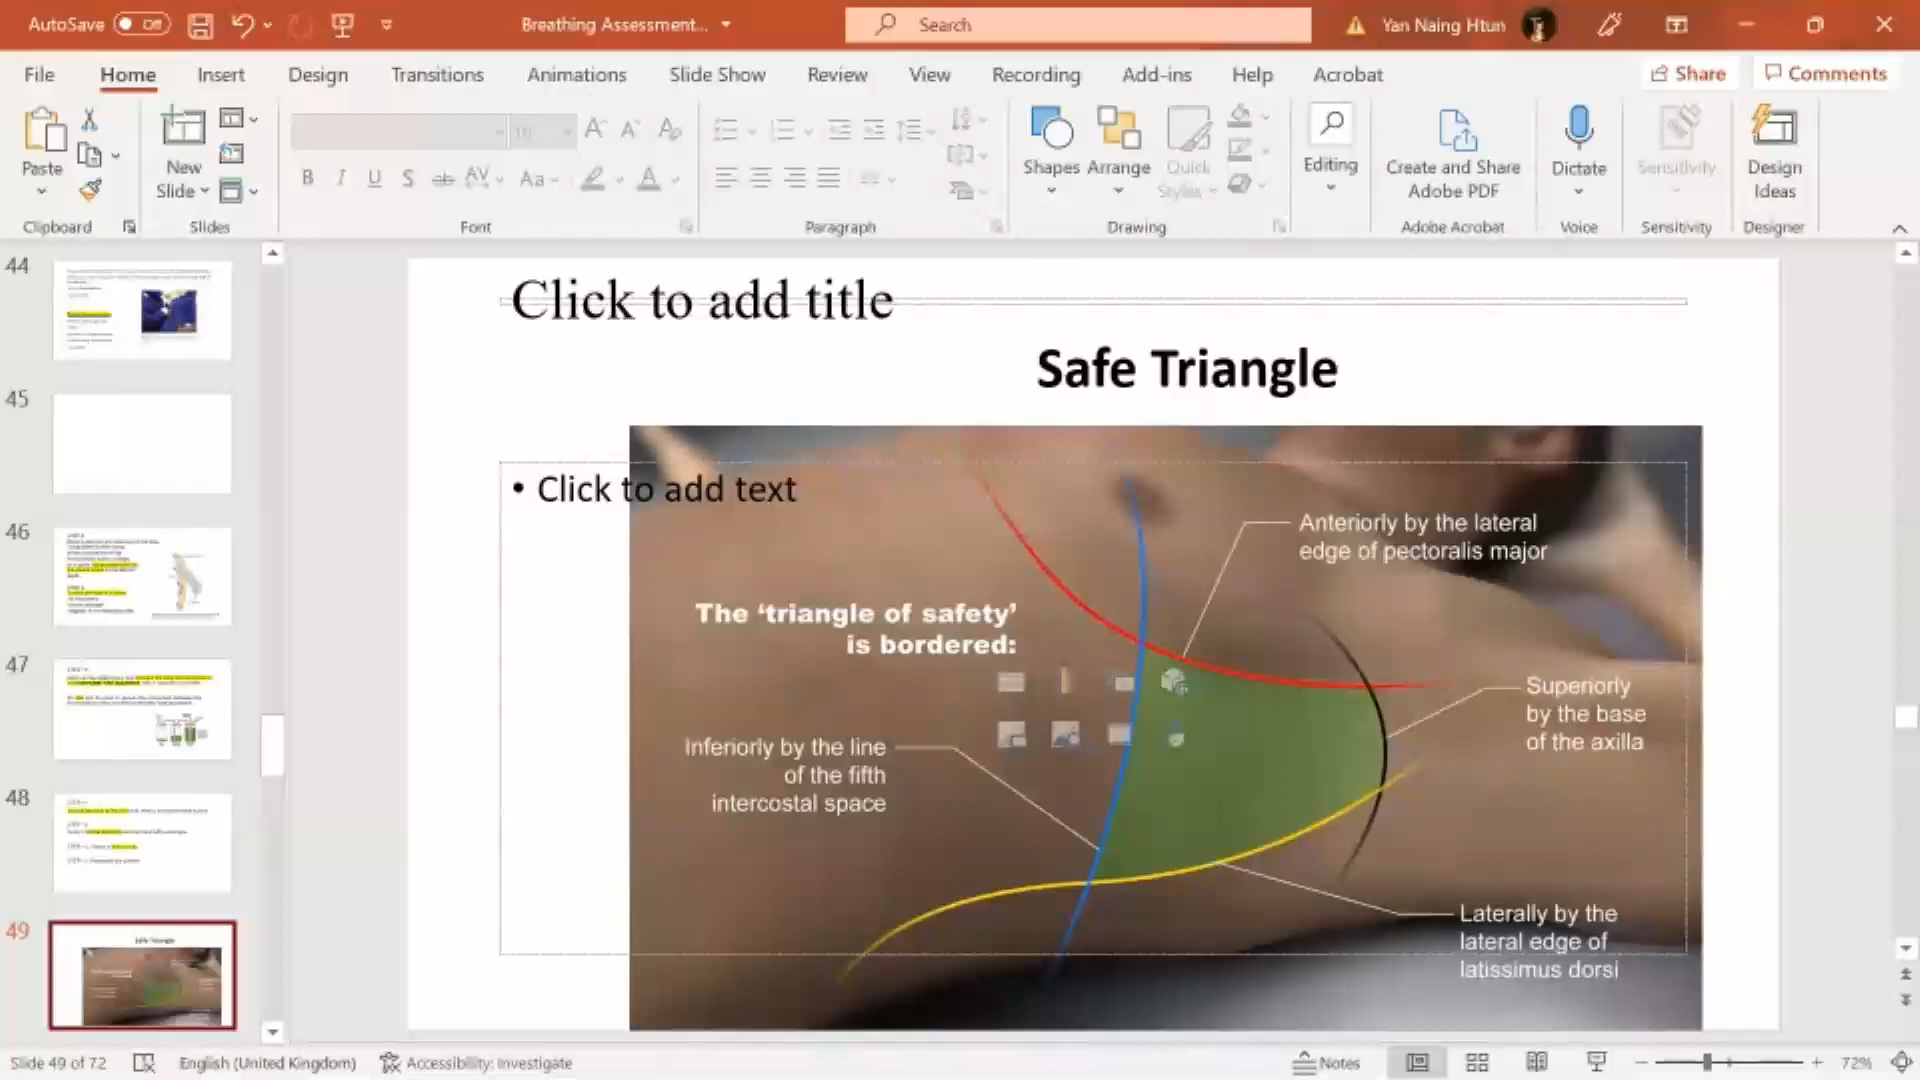 AutoSave Off Breathing Assessment... Search Yan Naing Htun
File Home Insert Design Transitions Animations Slide Show Review View Recording Add-ins Help Acrobat Share Comments
Paste
New
Slide
Shapes Arrange Quick
Styles
Editing
Create and Share
Adobe PDF
Dictate
Sensitivity
Design
Ideas
Clipboard Slides Font Paragraph Drawing Adobe Acrobat Voice Sensitivity Designer
44
45
46
47
48
49
Click to add title
Safe Triangle
• Click to add text
Anteriorly by the lateral
edge of pectoralis major
The ‘triangle of safety’
is bordered:
Superiorly
by the base
of the axilla
Inferiorly by the line
of the fifth
intercostal space
Laterally by the
lateral edge of
latissimus dorsi
Slide 49 of 72 English (United Kingdom) Accessibility: Investigate Notes 72%